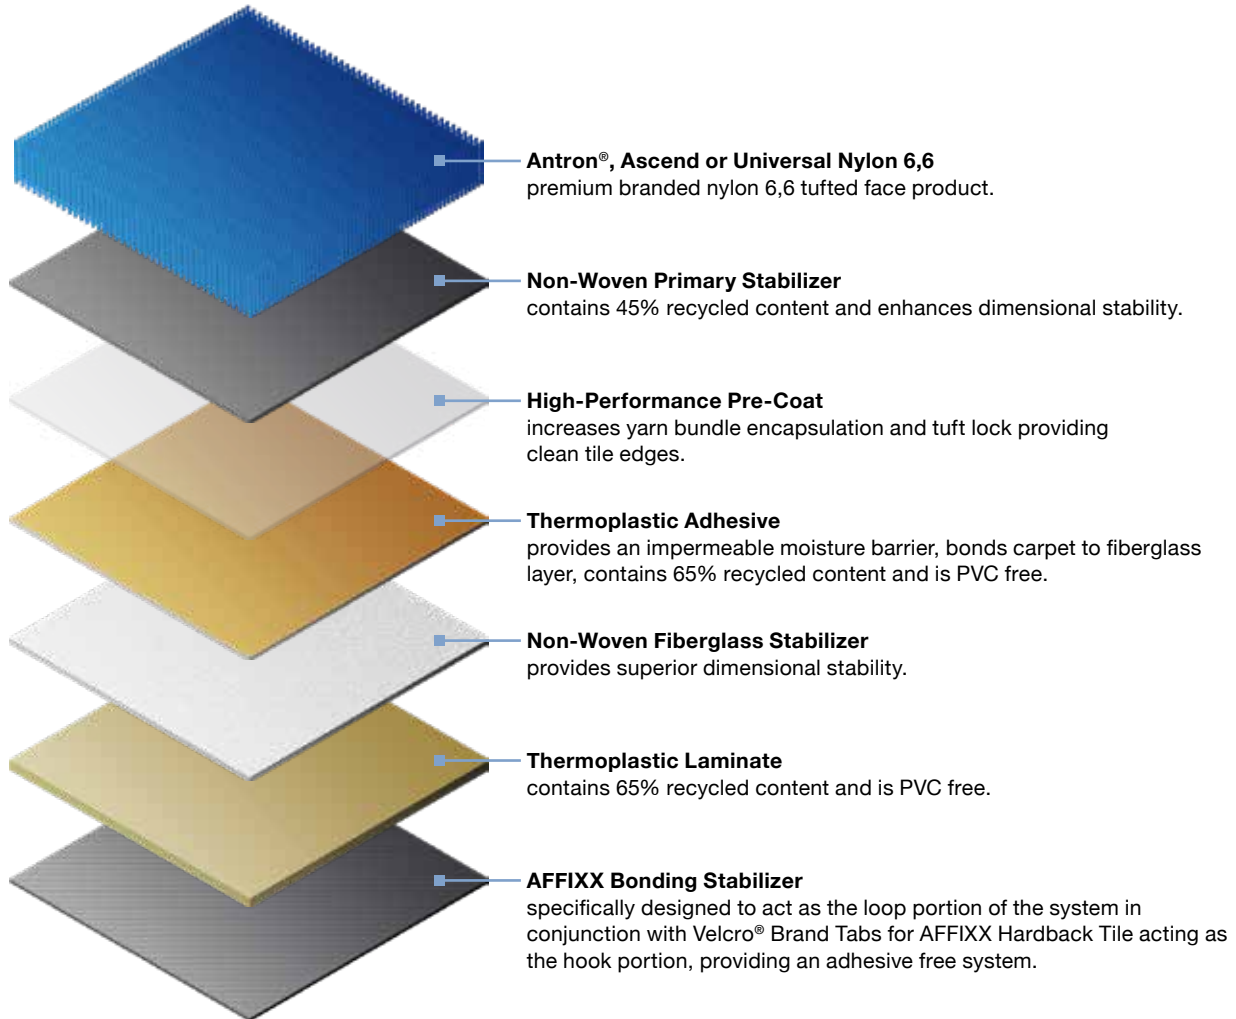 Antron®, Ascend or Universal Nylon 6,6
premium branded nylon 6,6 tufted face product.
Non-Woven Primary Stabilizer
contains 45% recycled content and enhances dimensional stability.
High-Performance Pre-Coat
increases yarn bundle encapsulation and tuft lock providing
clean tile edges.
Thermoplastic Adhesive
provides an impermeable moisture barrier, bonds carpet to fiberglass
layer, contains 65% recycled content and is PVC free.
Non-Woven Fiberglass Stabilizer
provides superior dimensional stability.
Thermoplastic Laminate
contains 65% recycled content and is PVC free.
AFFIXX Bonding Stabilizer
specifically designed to act as the loop portion of the system in
conjunction with Velcro® Brand Tabs for AFFIXX Hardback Tile acting as
the hook portion, providing an adhesive free system.